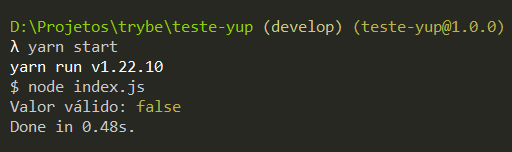 D:\Projetos\trybe\teste-yup (develop) (teste-yup@1.0.0)
λ yarn start
yarn run v1.22.10
$ node index.js
Valor válido: false
Done in 0.48s.